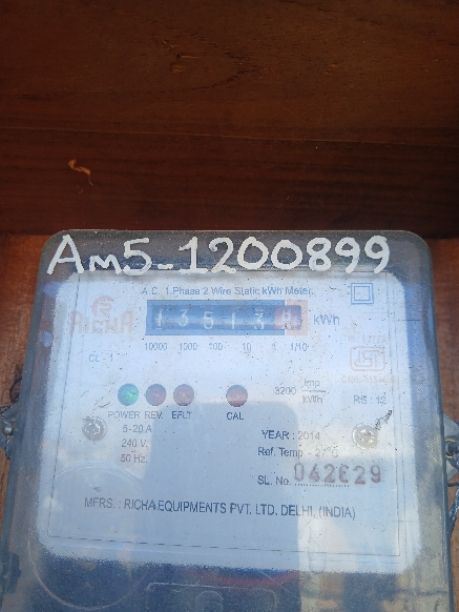 Am5-1200899
A.C. 1 Phase 2 Wire Static kWh Meter
RICHA
kWh
10000 1000 100 10 1 1/10
CL. 1
3200 imp/kWh
POWER REV. EFLT CAL
5-20 A
240 V.
50 Hz.
YEAR : 2014
Ref. Temp - 27°C
SL. No. 042629
MFRS. : RICHA EQUIPMENTS PVT. LTD. DELHI, (INDIA)